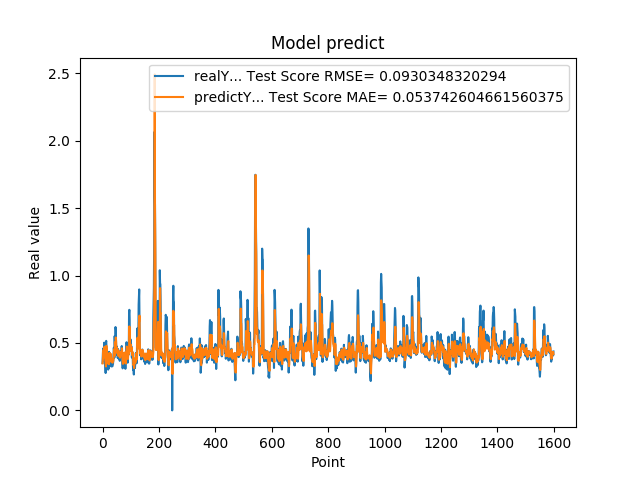 Model predict
realY... Test Score RMSE= 0.0930348320294
predictY... Test Score MAE= 0.053742604661560375
2.5
2.0
1.5
1.0
0.5
0.0
Real value
0 200 400 600 800 1000 1200 1400 1600
Point